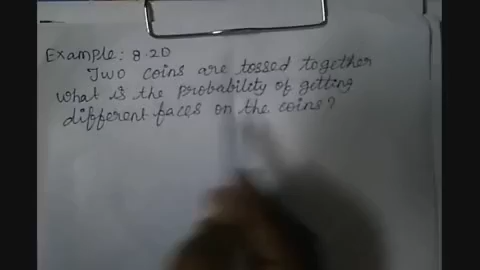 Example: 8.20
Two coins are tossed together
what is the probability of getting
different faces on the coins?